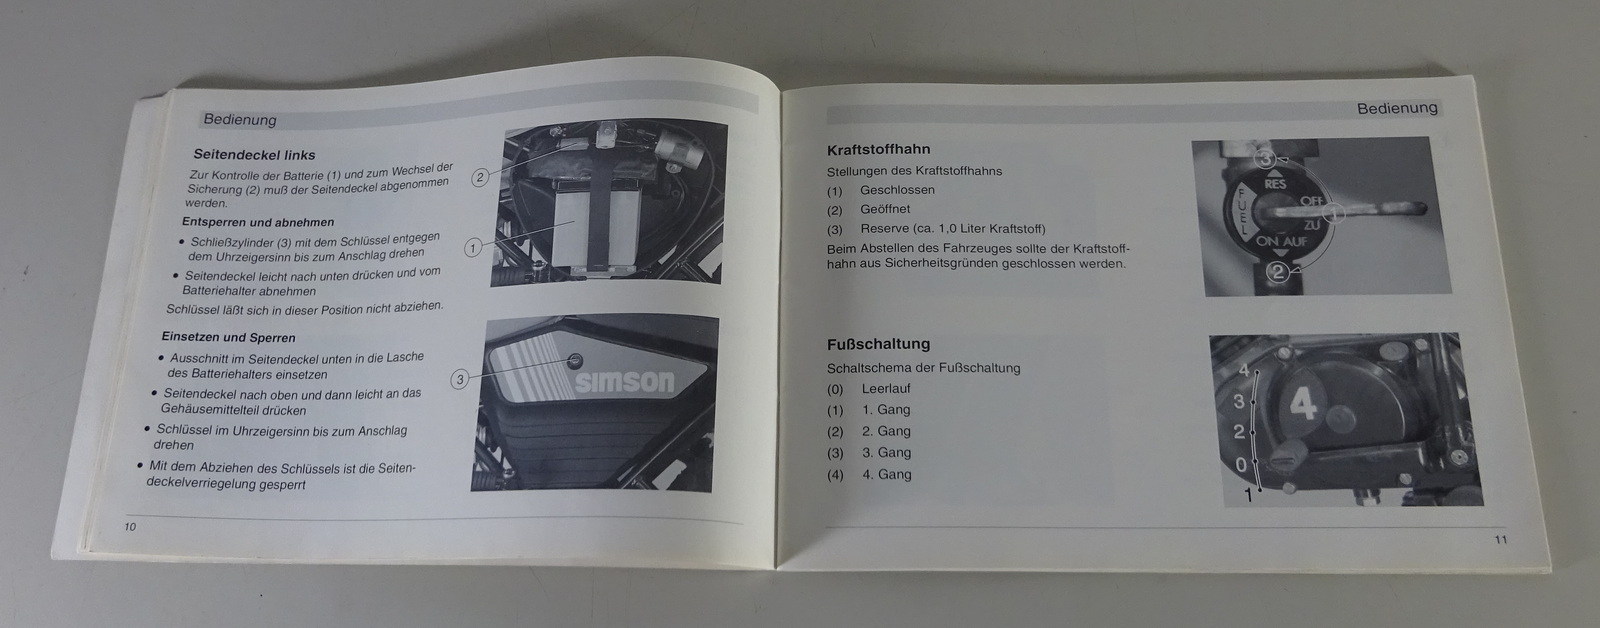 Bedienung
Seitendeckel links
Zur Kontrolle der Batterie (1) und zum Wechsel der
Sicherung (2) muß der Seitendeckel abgenommen
werden.
Entsperren und abnehmen
• Schließzylinder (3) mit dem Schlüssel entgegen
dem Uhrzeigersinn bis zum Anschlag drehen
• Seitendeckel leicht nach unten drücken und vom
Batteriehalter abnehmen
Schlüssel läßt sich in dieser Position nicht abziehen.
Einsetzen und Sperren
• Ausschnitt im Seitendeckel unten in die Lasche
des Batteriehalters einsetzen
• Seitendeckel nach oben und dann leicht an das
Gehäusemittelteil drücken
• Schlüssel im Uhrzeigersinn bis zum Anschlag
drehen
• Mit dem Abziehen des Schlüssels ist die Seiten-
deckelverriegelung gesperrt
2
1
3
simson
10
Bedienung
Kraftstoffhahn
Stellungen des Kraftstoffhahns
(1) Geschlossen
(2) Geöffnet
(3) Reserve (ca. 1,0 Liter Kraftstoff)
Beim Abstellen des Fahrzeuges sollte der Kraftstoff-
hahn aus Sicherheitsgründen geschlossen werden.
3
RES
FUEL
OFF
1
ZU
ON AUF
2
Fußschaltung
Schaltschema der Fußschaltung
(0) Leerlauf
(1) 1. Gang
(2) 2. Gang
(3) 3. Gang
(4) 4. Gang
4
3
2
0
1
4
11